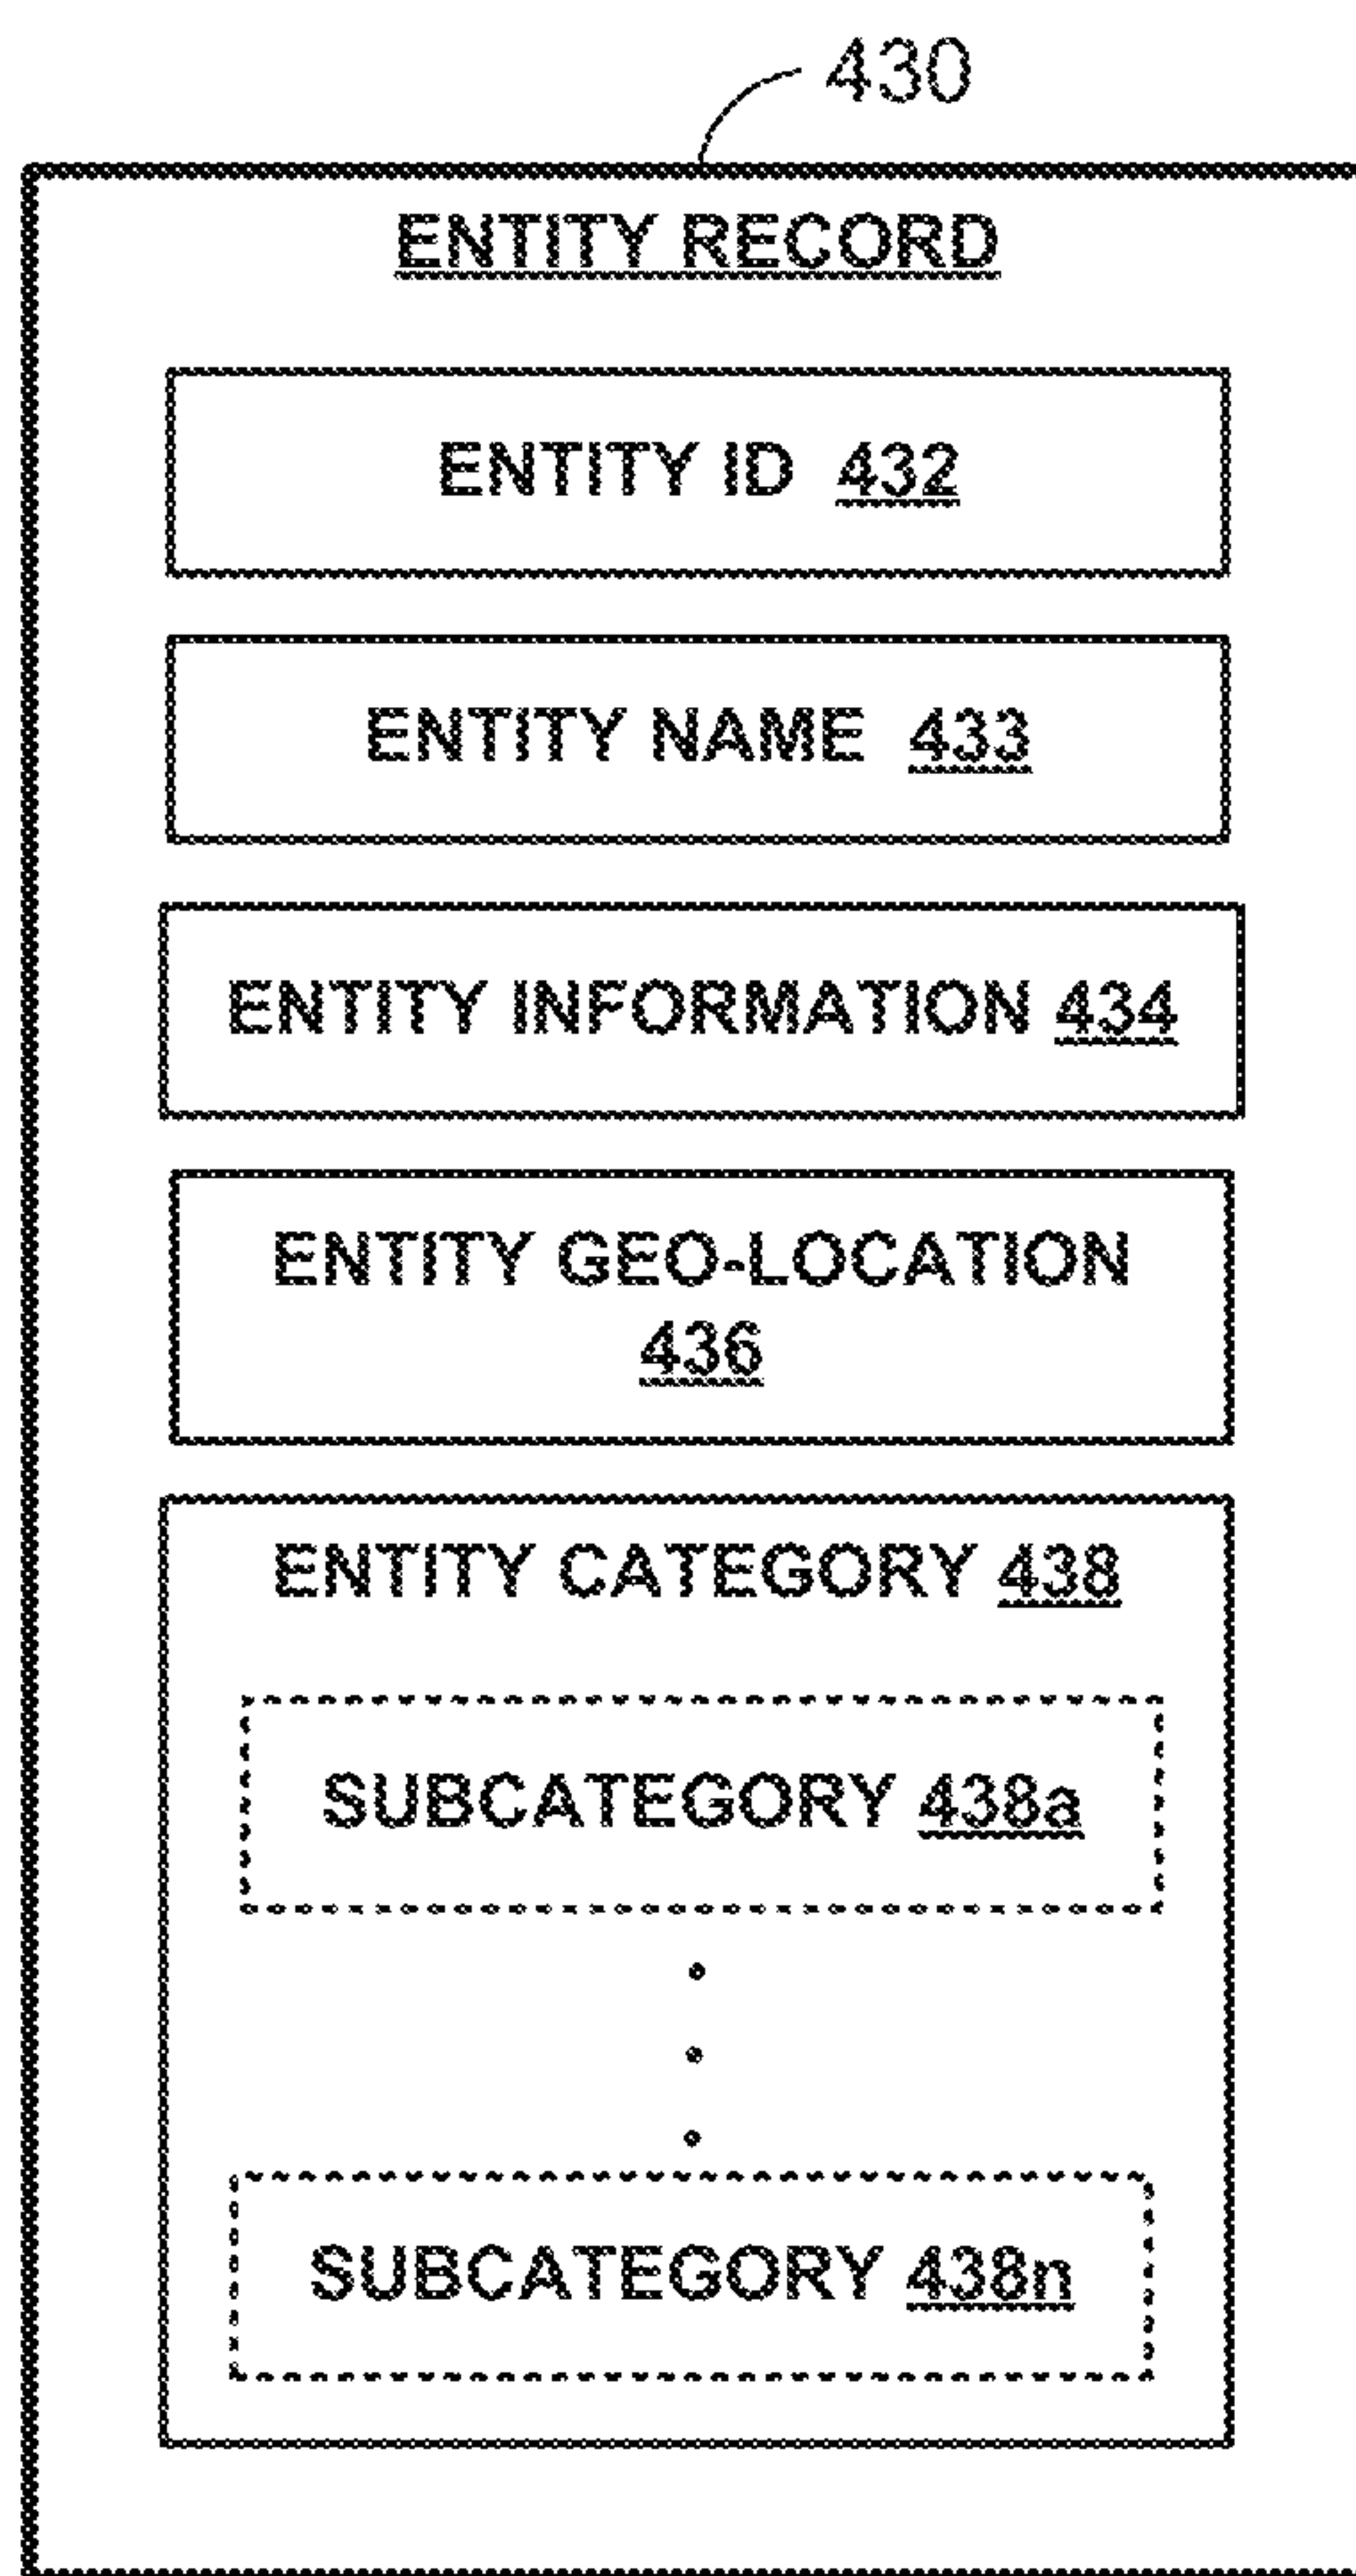 430
ENTITY RECORD
ENTITY ID 432
ENTITY NAME 433
ENTITY INFORMATION 434
ENTITY GEO-LOCATION
436
ENTITY CATEGORY 438
SUBCATEGORY 438a
SUBCATEGORY 438n